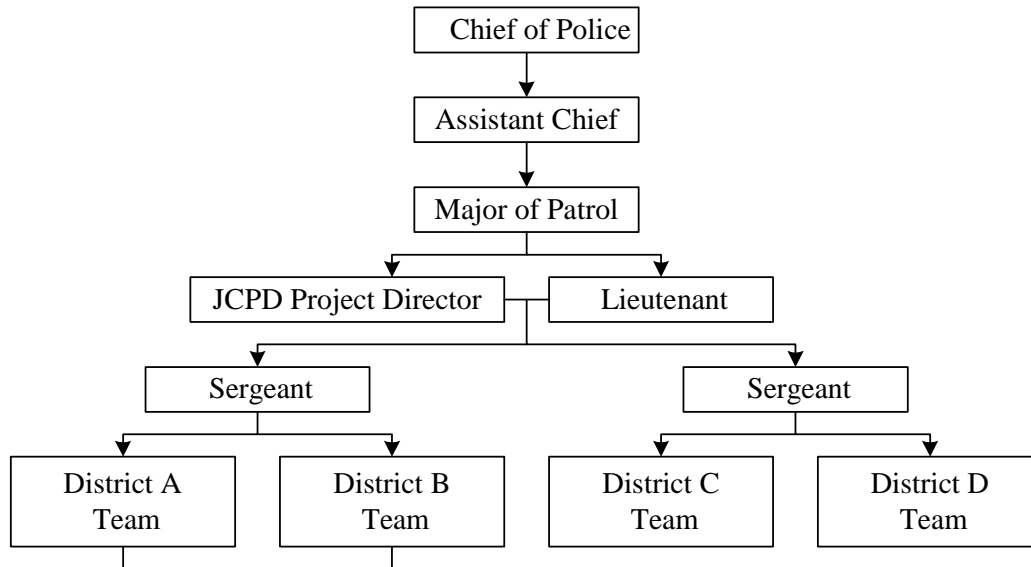 Chief of Police
Assistant Chief
Major of Patrol
JCPD Project Director
Lieutenant
Sergeant
Sergeant
District A
Team
District B
Team
District C
Team
District D
Team